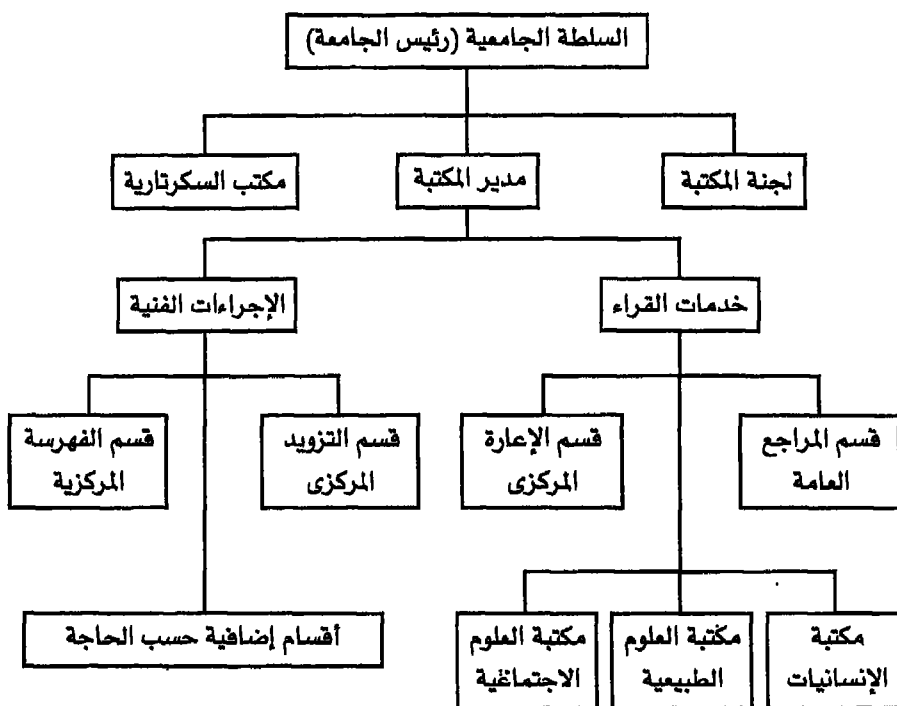 السلطة الجامعية (رئيس الجامعة)
لجنة المكتبة
مدير المكتبة
مكتب السكرتارية
خدمات القراء
الإجراءات الفنية
قسم المراجع
العامة
قسم الإعارة
المركزى
قسم التزويد
المركزى
قسم الفهرسة
المركزية
مكتبة
الإنسانيات
مكتبة العلوم
الطبيعية
مكتبة العلوم
الاجتماعية
أقسام إضافية حسب الحاجة